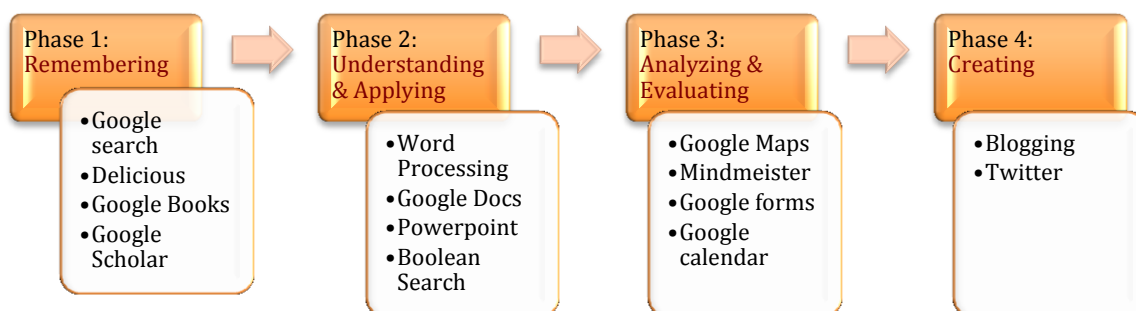 Phase 1:
Remembering
•Google
search
•Delicious
•Google Books
•Google
Scholar
Phase 2:
Understanding
& Applying
•Word
Processing
•Google Docs
•Powerpoint
•Boolean
Search
Phase 3:
Analyzing &
Evaluating
•Google Maps
•Mindmeister
•Google forms
•Google
calendar
Phase 4:
Creating
•Blogging
•Twitter